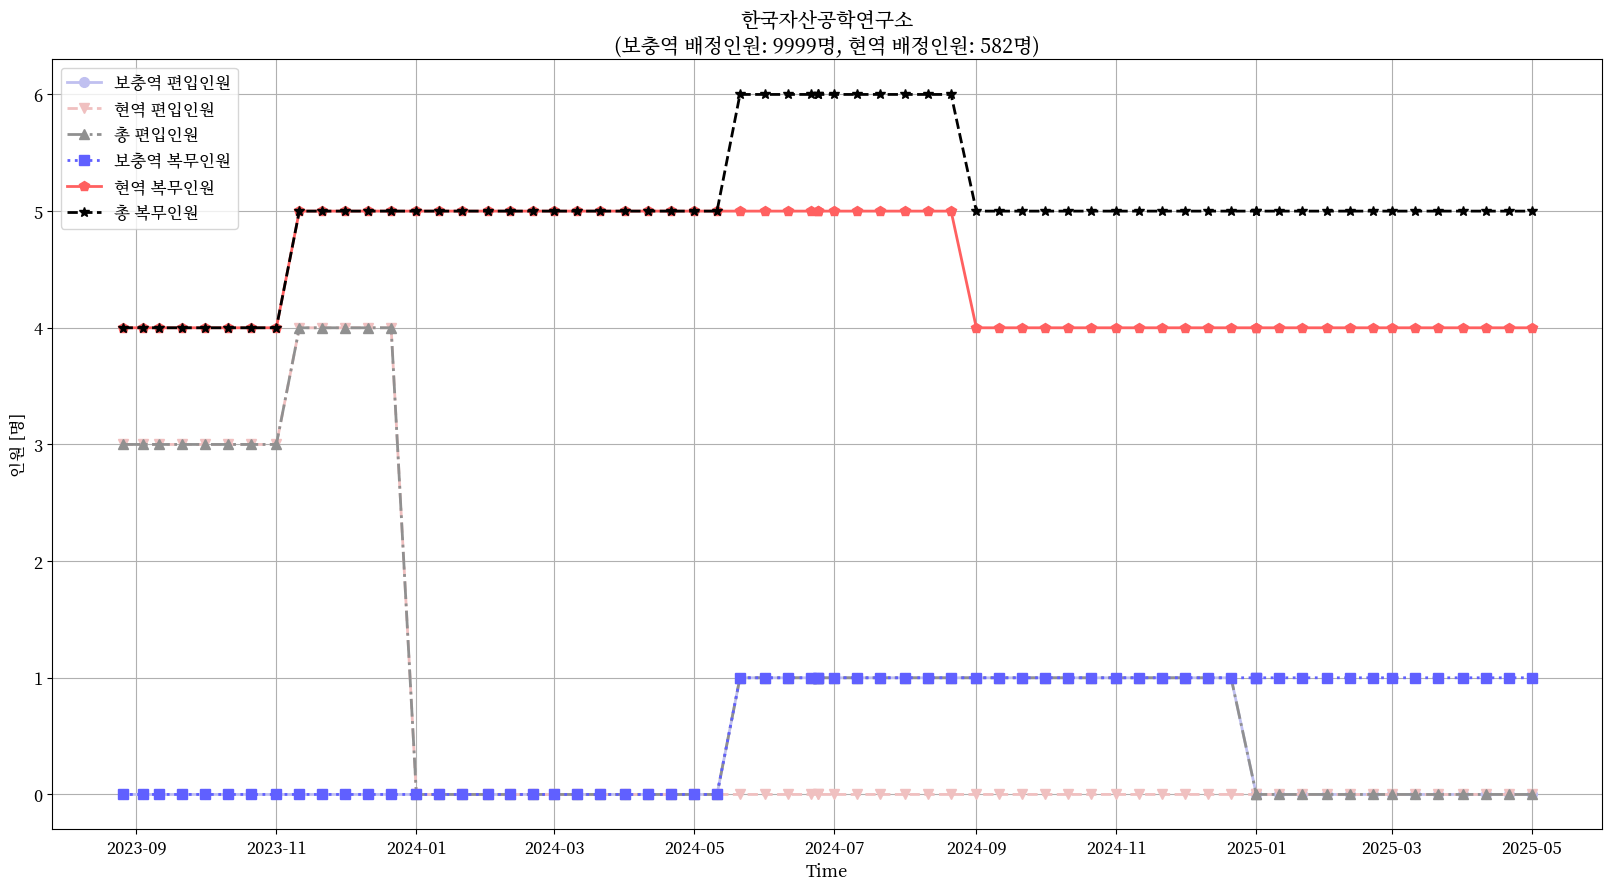 한국자산공학연구소
(보충역 배정인원: 9999명, 현역 배정인원: 582명)
보충역 편입인원
현역 편입인원
총 편입인원
보충역 복무인원
현역 복무인원
총 복무인원
인원 [명]
6
5
4
3
2
1
0
2023-09 2023-11 2024-01 2024-03 2024-05 2024-07 2024-09 2024-11 2025-01 2025-03 2025-05
Time